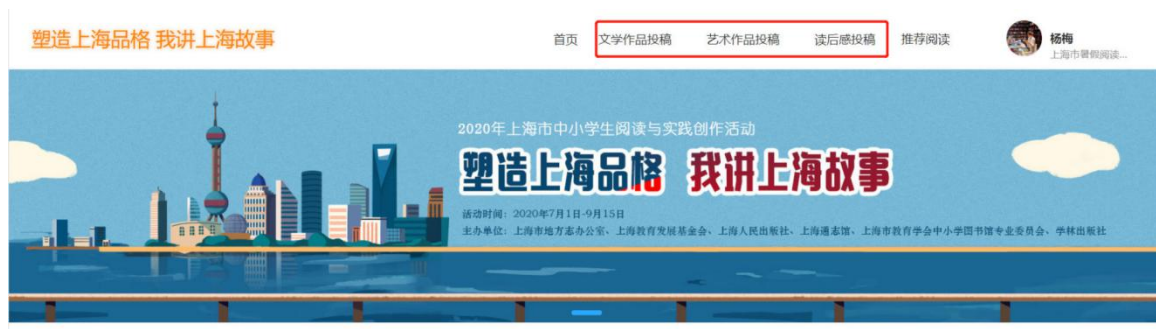 塑造上海品格 我讲上海故事
首页 文学作品投稿 艺术作品投稿 读后感投稿 推荐阅读
杨梅
上海市暑假阅读...
2020年上海市中小学生阅读与实践创作活动
塑造上海品格 我讲上海故事
活动时间：2020年7月1日-9月15日
主办单位：上海市地方志办公室、上海教育发展基金会、上海人民出版社、上海通志馆、上海市教育学会中小学图书馆专业委员会、学林出版社